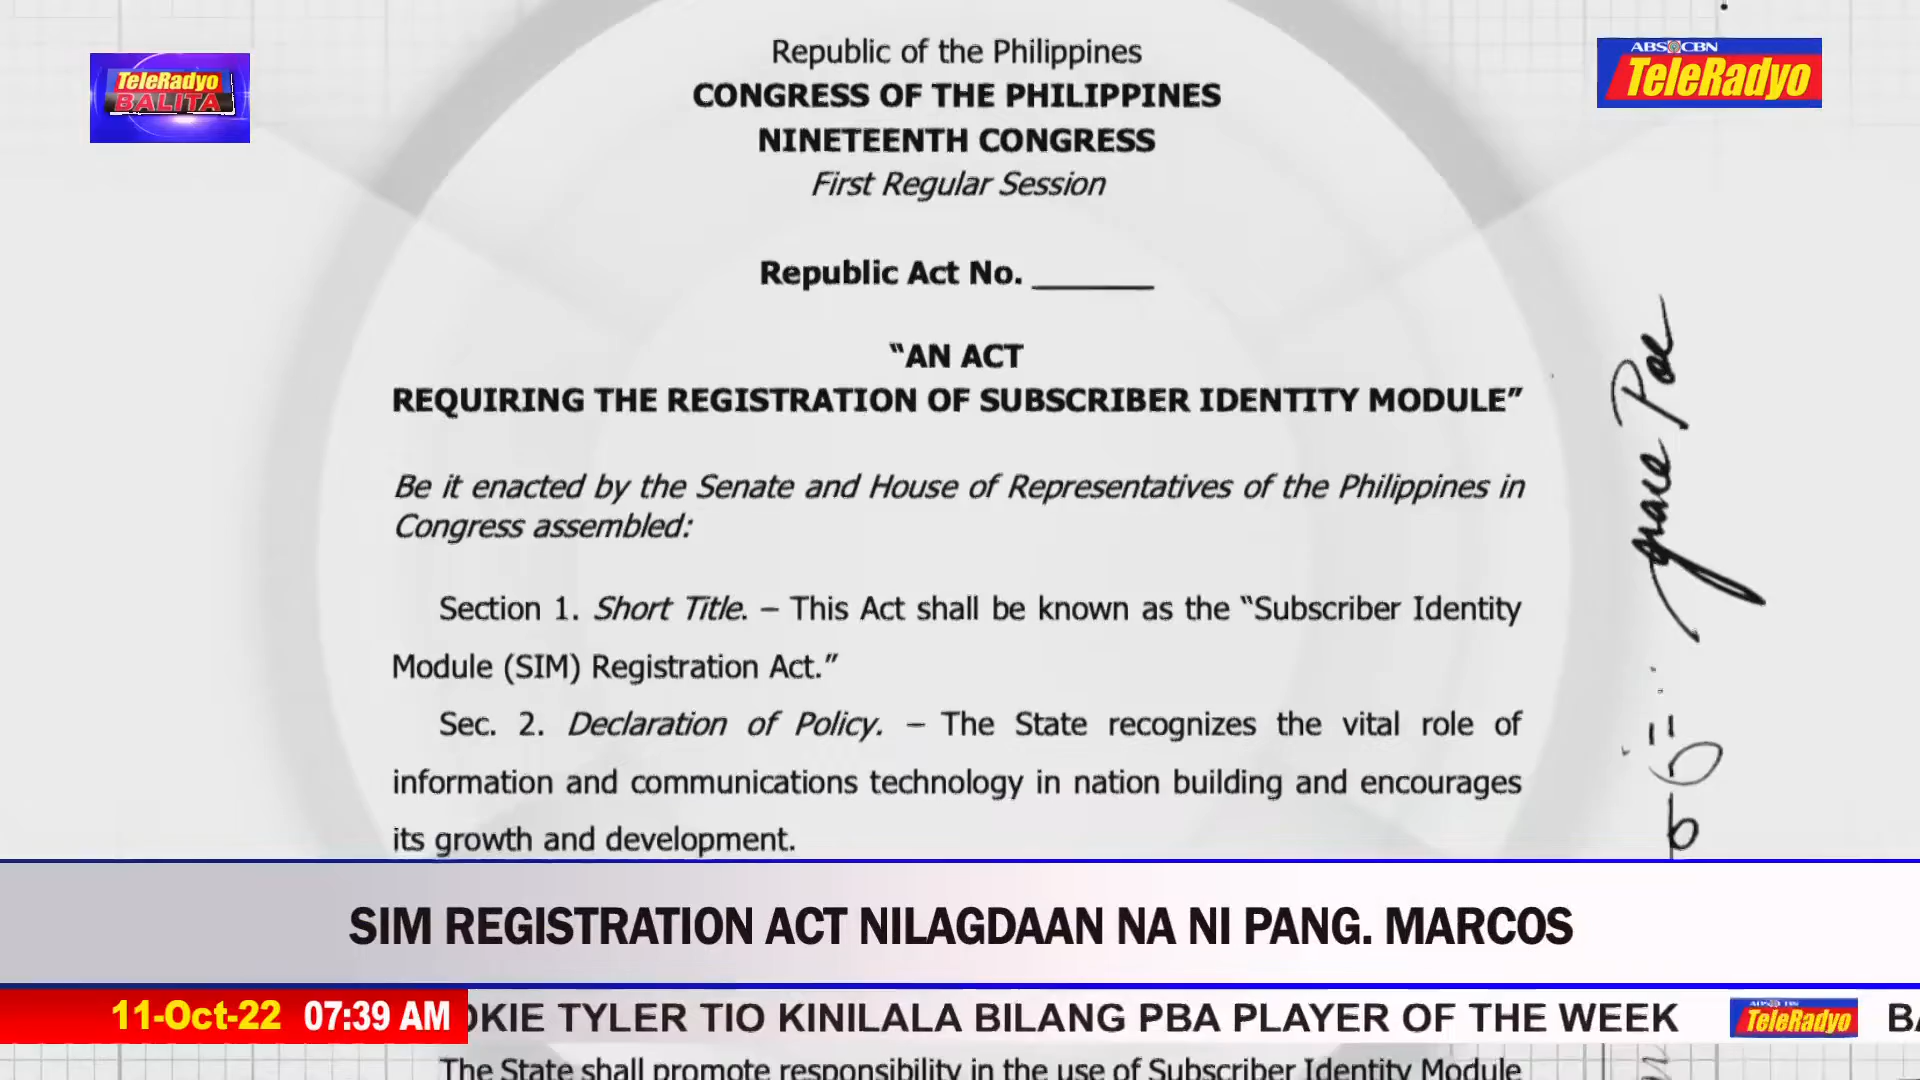 TeleRadyo
BALITA
ABS-CBN
TeleRadyo
Republic of the Philippines
CONGRESS OF THE PHILIPPINES
NINETEENTH CONGRESS
First Regular Session
Republic Act No. _______
“AN ACT
REQUIRING THE REGISTRATION OF SUBSCRIBER IDENTITY MODULE”
Be it enacted by the Senate and House of Representatives of the Philippines in
Congress assembled:
Section 1. Short Title. – This Act shall be known as the “Subscriber Identity
Module (SIM) Registration Act.”
Sec. 2. Declaration of Policy. – The State recognizes the vital role of
information and communications technology in nation building and encourages
its growth and development.
Grace Poe
SIM REGISTRATION ACT NILAGDAAN NA NI PANG. MARCOS
11-Oct-22 07:39 AM
OKIE TYLER TIO KINILALA BILANG PBA PLAYER OF THE WEEK
ABS-CBN
TeleRadyo
BA
The State shall promote responsibility in the use of Subscriber Identity Module